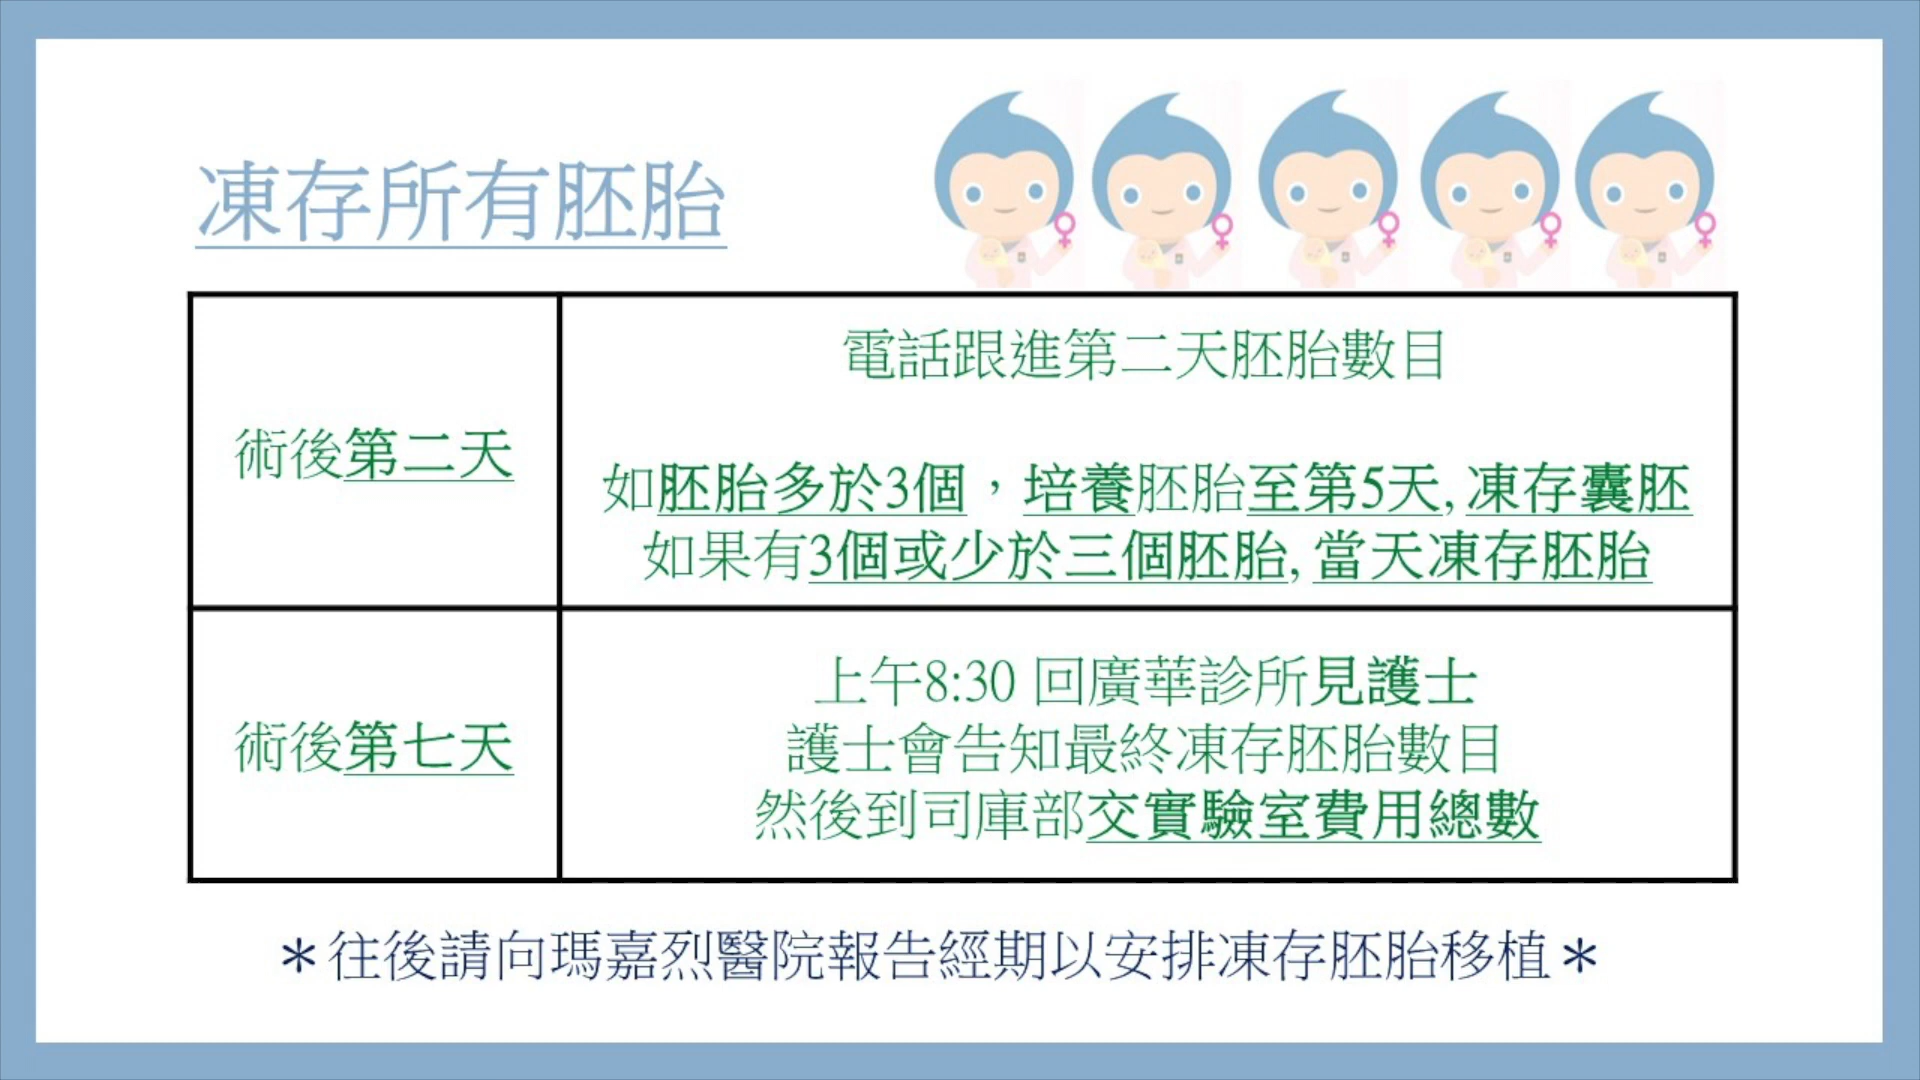 凍存所有胚胎
術後第二天
電話跟進第二天胚胎數目
如胚胎多於3個，培養胚胎至第5天, 凍存囊胚
如果有3個或少於三個胚胎, 當天凍存胚胎
術後第七天
上午8:30 回廣華診所見護士
護士會告知最終凍存胚胎數目
然後到司庫部交實驗室費用總數
＊往後請向瑪嘉烈醫院報告經期以安排凍存胚胎移植＊